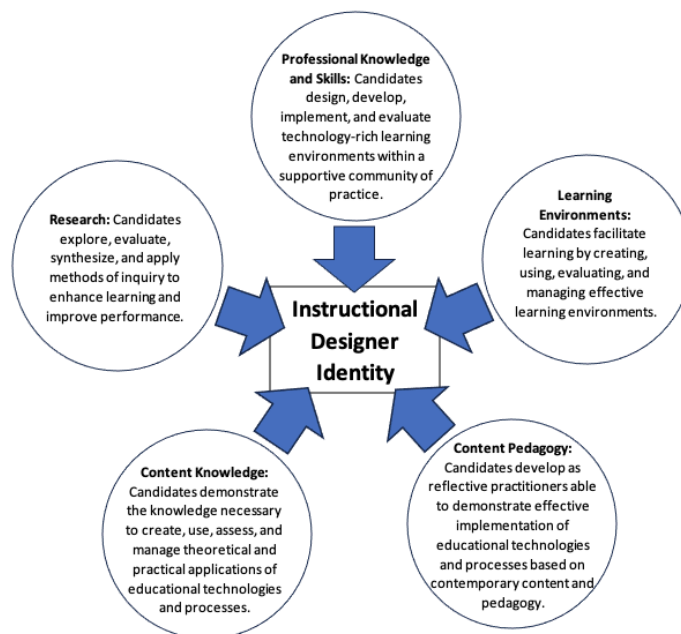 Professional Knowledge
and Skills: Candidates
design, develop,
implement, and evaluate
technology-rich learning
environments within a
supportive community of
practice.
Research: Candidates
explore, evaluate,
synthesize, and apply
methods of inquiry to
enhance learning and
improve performance.
Learning
Environments:
Candidates facilitate
learning by creating,
using, evaluating, and
managing effective
learning environments.
Instructional
Designer
Identity
Content Knowledge:
Candidates demonstrate
the knowledge necessary
to create, use, assess, and
manage theoretical and
practical applications of
educational technologies
and processes.
Content Pedagogy:
Candidates develop as
reflective practitioners able
to demonstrate effective
implementation of
educational technologies
and processes based on
contemporary content and
pedagogy.